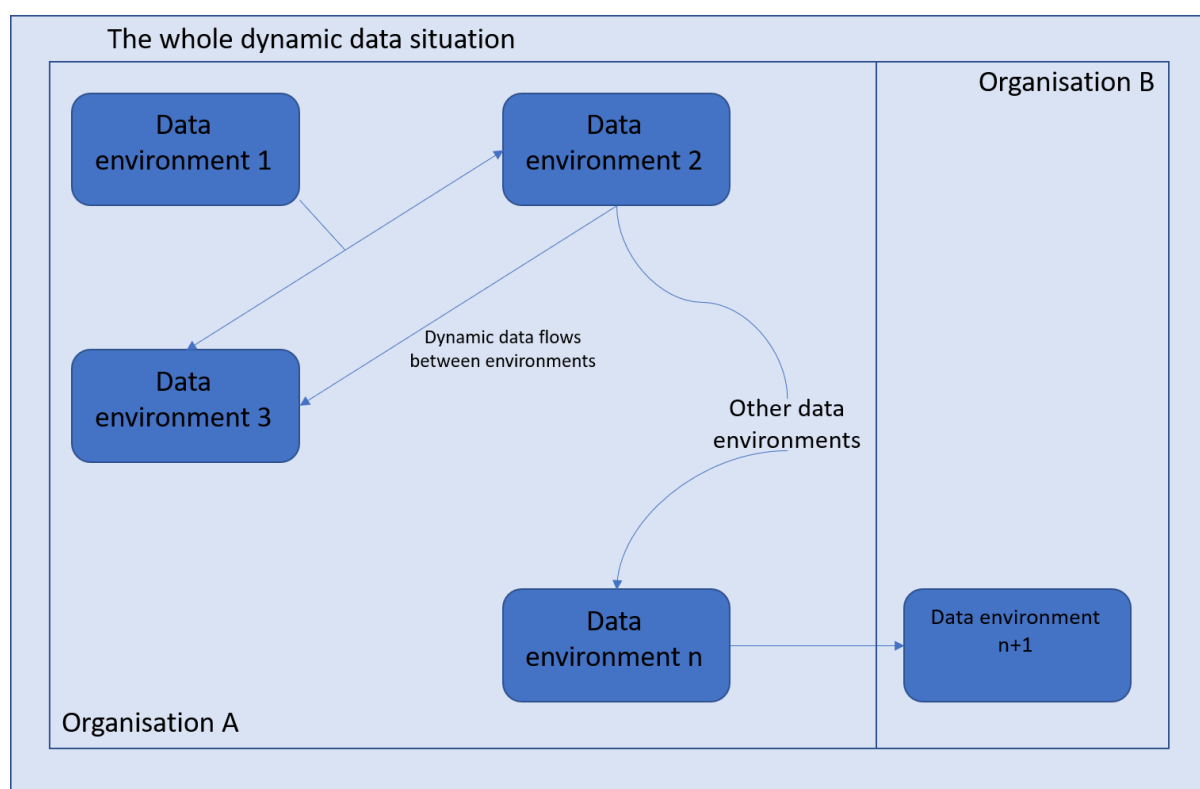 The whole dynamic data situation
Organisation B
Data
environment 1
Data
environment 2
Dynamic data flows
between environments
Data
environment 3
Other data
environments
Data
environment n
Data environment
n+1
Organisation A